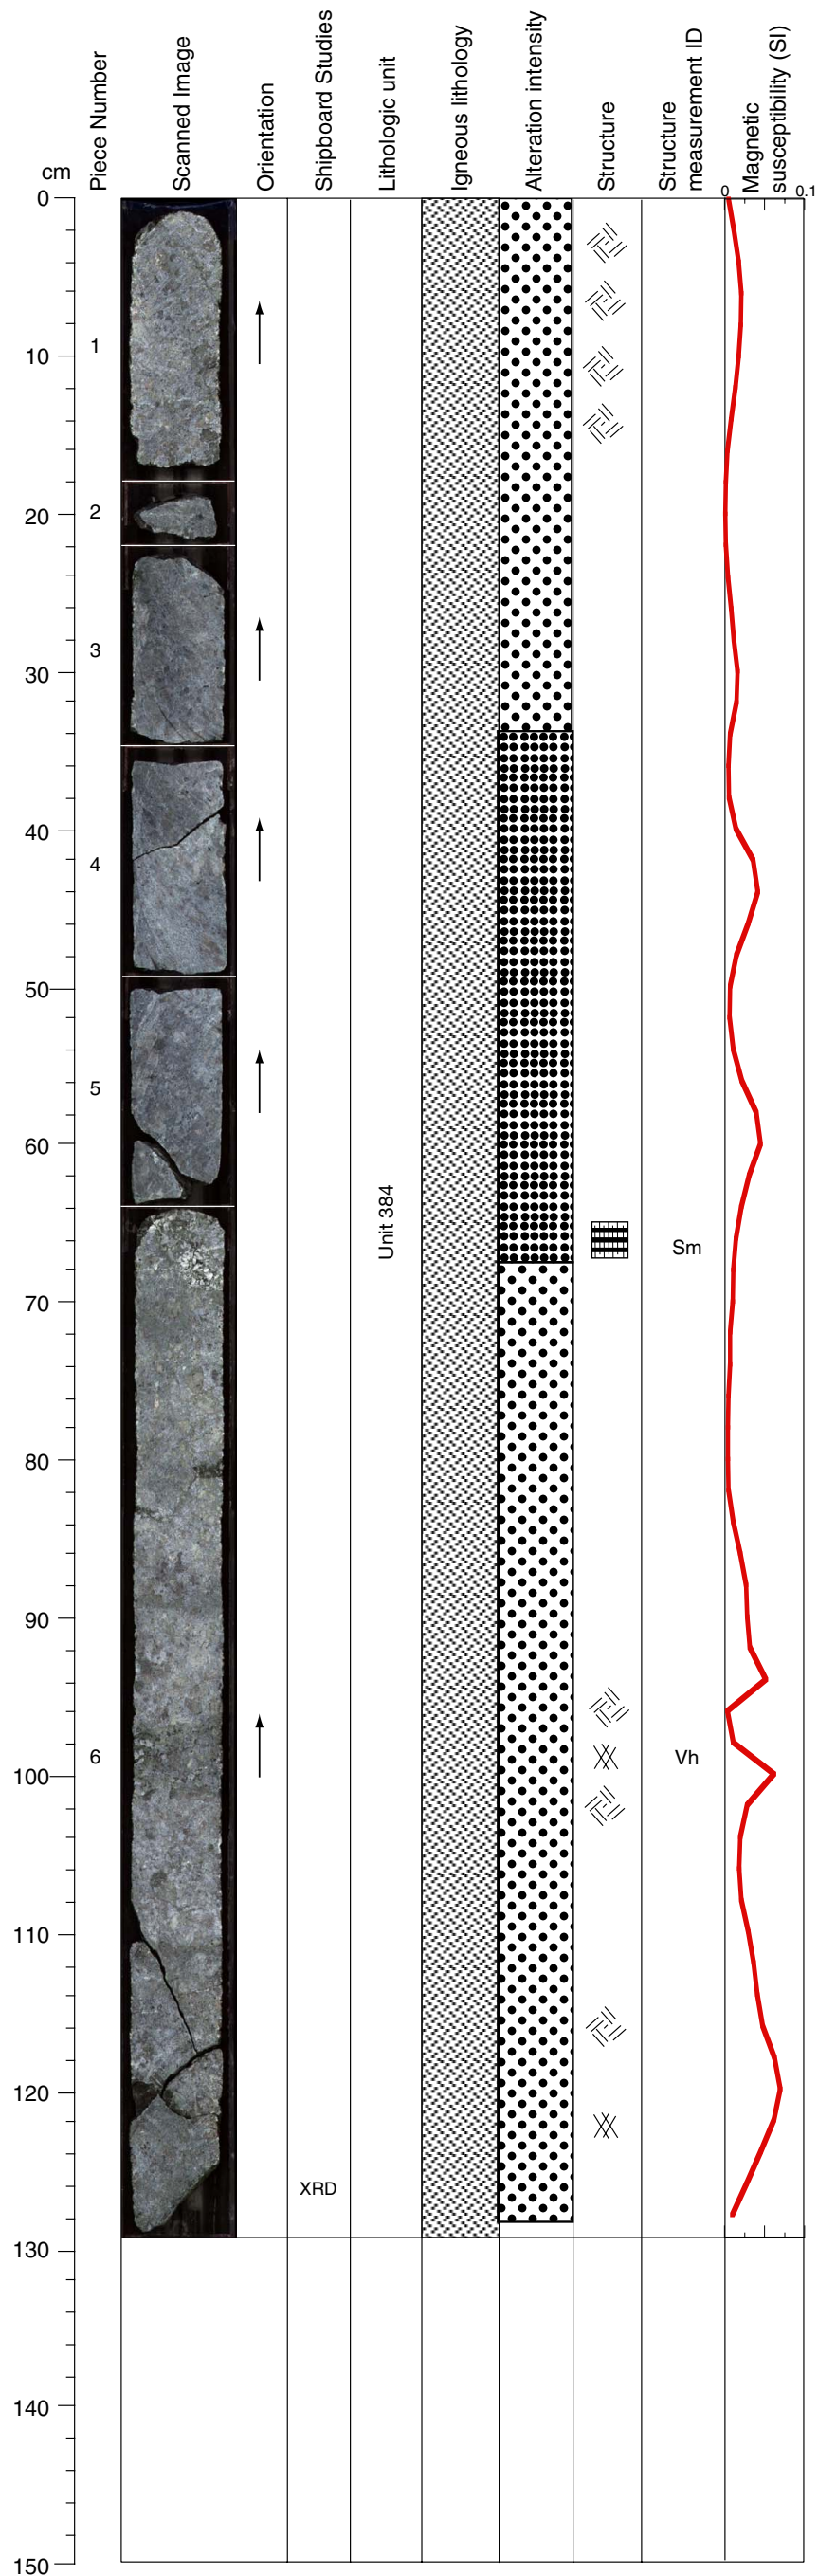 cm
Piece Number
Scanned Image
Orientation
Shipboard Studies
Lithologic unit
Igneous lithology
Alteration intensity
Structure
Structure
measurement ID
Magnetic
susceptibility (SI)
0
0.1
0
1
10
2
20
3
30
40
4
50
5
60
Unit 384
Sm
70
80
90
6
Vh
100
110
120
XRD
130
140
150